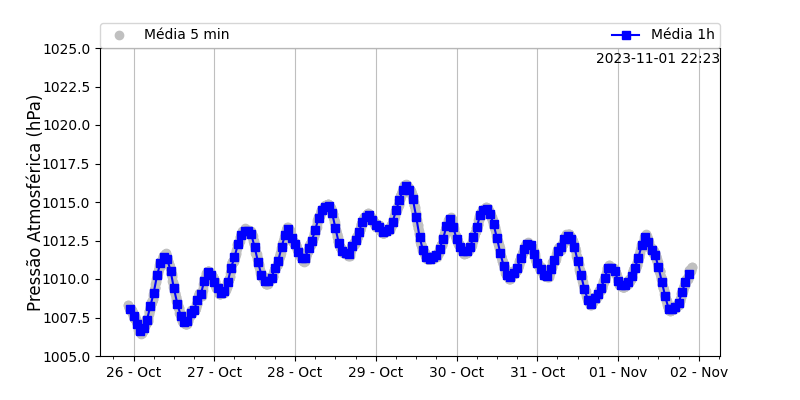 Média 5 min
Média 1h
2023-11-01 22:23
Pressão Atmosférica (hPa)
1025.0
1022.5
1020.0
1017.5
1015.0
1012.5
1010.0
1007.5
1005.0
26 - Oct
27 - Oct
28 - Oct
29 - Oct
30 - Oct
31 - Oct
01 - Nov
02 - Nov